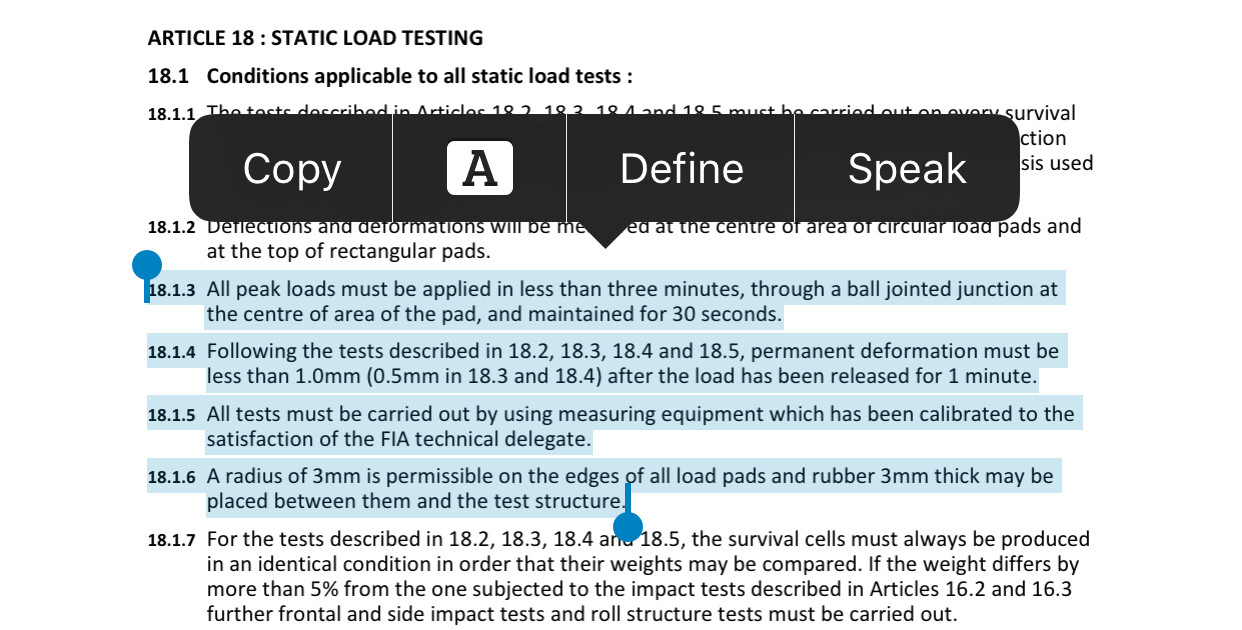 ARTICLE 18 : STATIC LOAD TESTING
18.1 Conditions applicable to all static load tests :
18.1.1 The tests described in Articles 18.2, 18.3, 18.4 and 18.5 must be carried out on every survival
ction
sis used
Copy
A
Define
Speak
18.1.2 Deflections and deformations will be me ed at the centre of area of circular load pads and
at the top of rectangular pads.
18.1.3 All peak loads must be applied in less than three minutes, through a ball jointed junction at
the centre of area of the pad, and maintained for 30 seconds.
18.1.4 Following the tests described in 18.2, 18.3, 18.4 and 18.5, permanent deformation must be
less than 1.0mm (0.5mm in 18.3 and 18.4) after the load has been released for 1 minute.
18.1.5 All tests must be carried out by using measuring equipment which has been calibrated to the
satisfaction of the FIA technical delegate.
18.1.6 A radius of 3mm is permissible on the edges of all load pads and rubber 3mm thick may be
placed between them and the test structure.
18.1.7 For the tests described in 18.2, 18.3, 18.4 and 18.5, the survival cells must always be produced
in an identical condition in order that their weights may be compared. If the weight differs by
more than 5% from the one subjected to the impact tests described in Articles 16.2 and 16.3
further frontal and side impact tests and roll structure tests must be carried out.